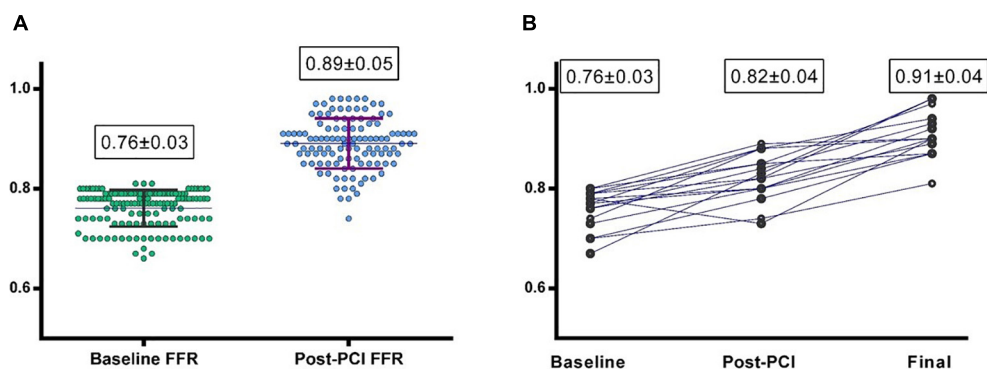 A
0.76±0.03
0.89±0.05
1.0
0.8
0.6
Baseline FFR
Post-PCI FFR
B
0.76±0.03
0.82±0.04
0.91±0.04
1.0
0.8
0.6
Baseline
Post-PCI
Final